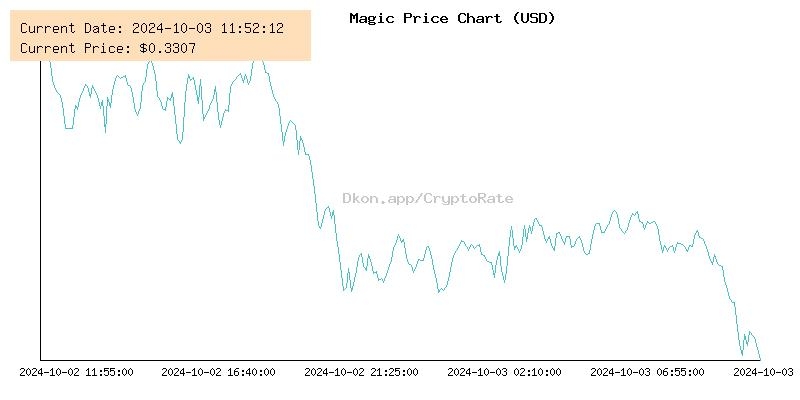 Magic Price Chart (USD)
Current Date: 2024-10-03 11:52:12
Current Price: $0.3307
Dkon.app/CryptoRate
2024-10-02 11:55:00 2024-10-02 16:40:00 2024-10-02 21:25:00 2024-10-03 02:10:00 2024-10-03 06:55:00 2024-10-03